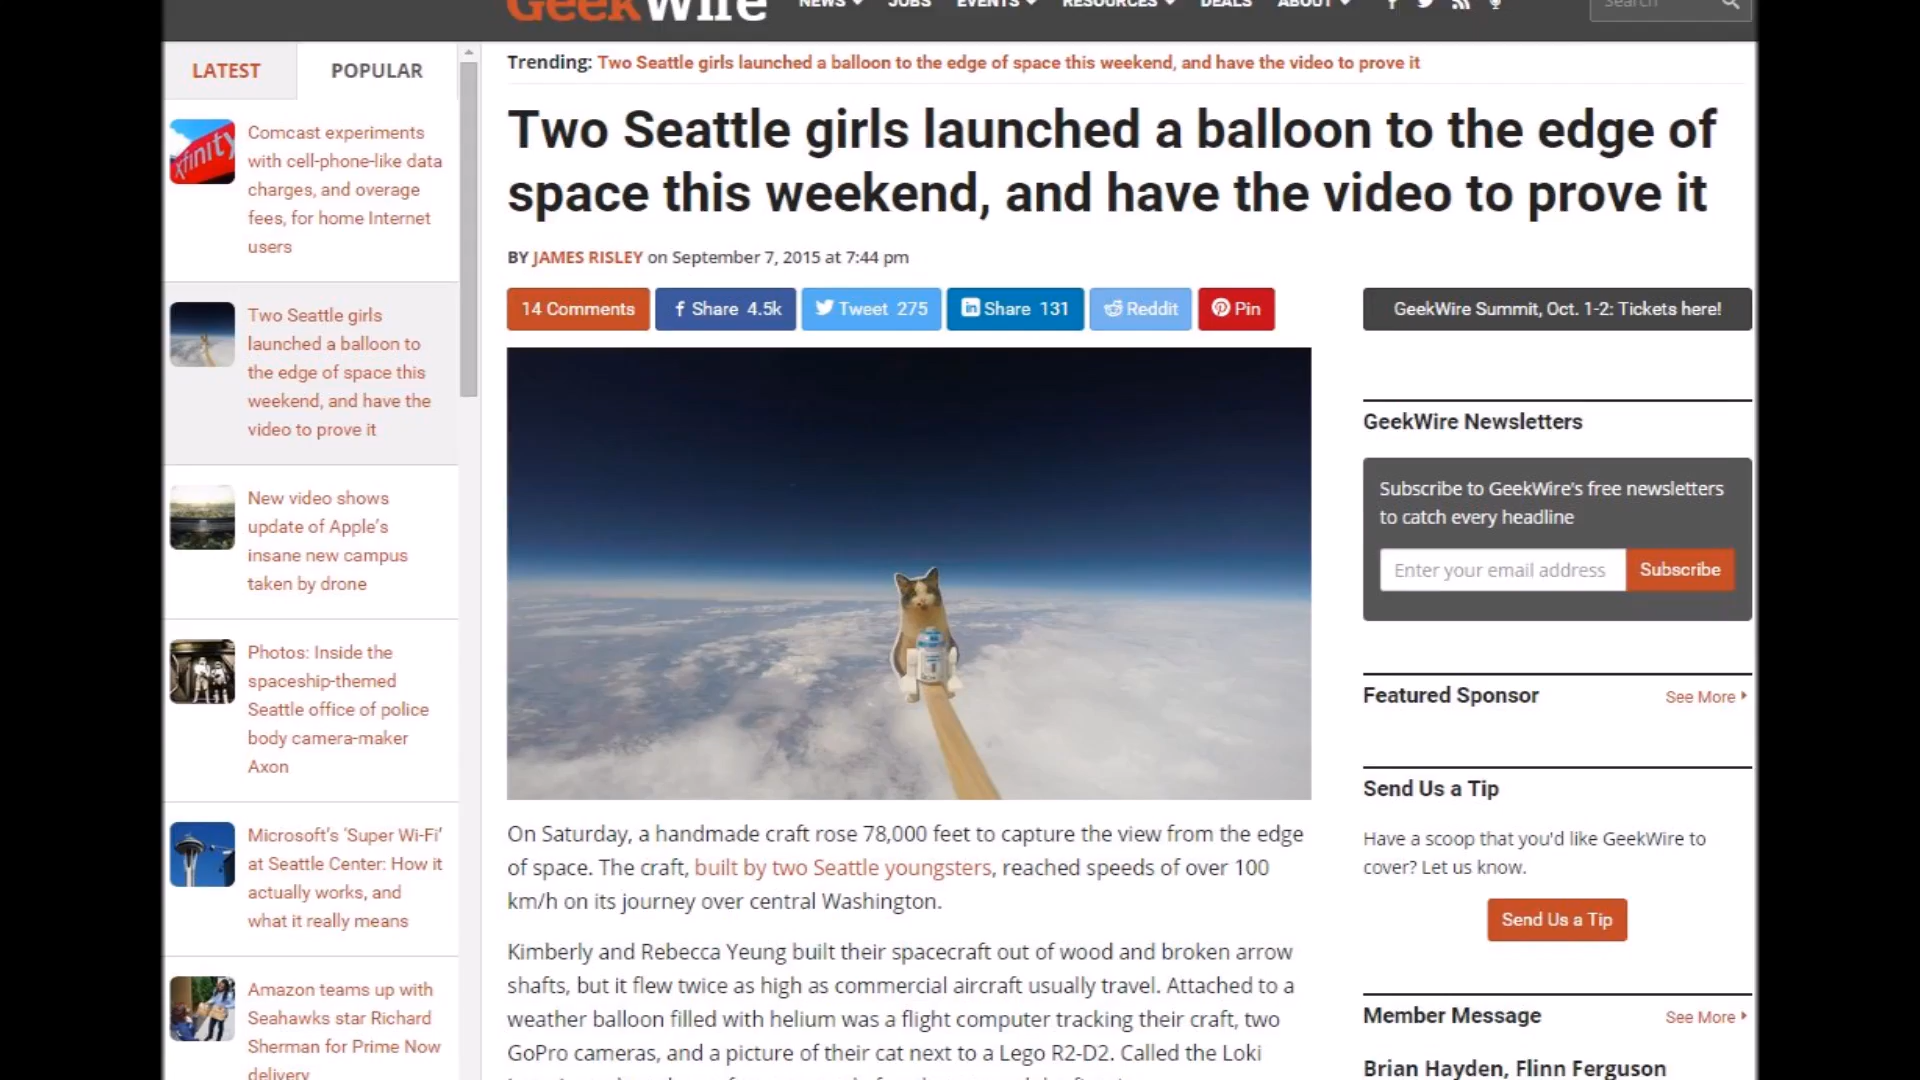 GeekWire
NEWS
JOBS
EVENTS
RESOURCES
DEALS
ABOUT
Search
LATEST
POPULAR
Comcast experiments
with cell-phone-like data
charges, and overage
fees, for home Internet
users
Two Seattle girls
launched a balloon to
the edge of space this
weekend, and have the
video to prove it
New video shows
update of Apple's
insane new campus
taken by drone
Photos: Inside the
spaceship-themed
Seattle office of police
body camera-maker
Axon
Microsoft's 'Super Wi-Fi'
at Seattle Center: How it
actually works, and
what it really means
Amazon teams up with
Seahawks star Richard
Sherman for Prime Now
delivery
Trending: Two Seattle girls launched a balloon to the edge of space this weekend, and have the video to prove it
Two Seattle girls launched a balloon to the edge of
space this weekend, and have the video to prove it
BY JAMES RISLEY on September 7, 2015 at 7:44 pm
14 Comments
Share 4.5k
Tweet 275
Share 131
Reddit
Pin
On Saturday, a handmade craft rose 78,000 feet to capture the view from the edge
of space. The craft, built by two Seattle youngsters, reached speeds of over 100
km/h on its journey over central Washington.
Kimberly and Rebecca Yeung built their spacecraft out of wood and broken arrow
shafts, but it flew twice as high as commercial aircraft usually travel. Attached to a
weather balloon filled with helium was a flight computer tracking their craft, two
GoPro cameras, and a picture of their cat next to a Lego R2-D2. Called the Loki
GeekWire Summit, Oct. 1-2: Tickets here!
GeekWire Newsletters
Subscribe to GeekWire's free newsletters
to catch every headline
Enter your email address
Subscribe
Featured Sponsor
See More
Send Us a Tip
Have a scoop that you'd like GeekWire to
cover? Let us know.
Send Us a Tip
Member Message
See More
Brian Hayden, Flinn Ferguson
xfinity